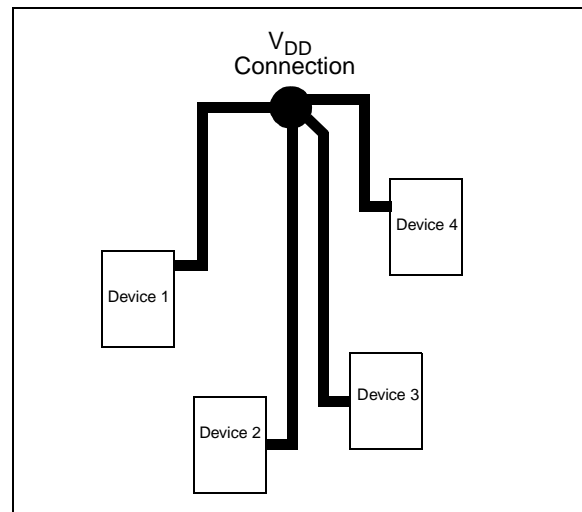 VDD
Connection
Device 4
Device 1
Device 3
Device 2